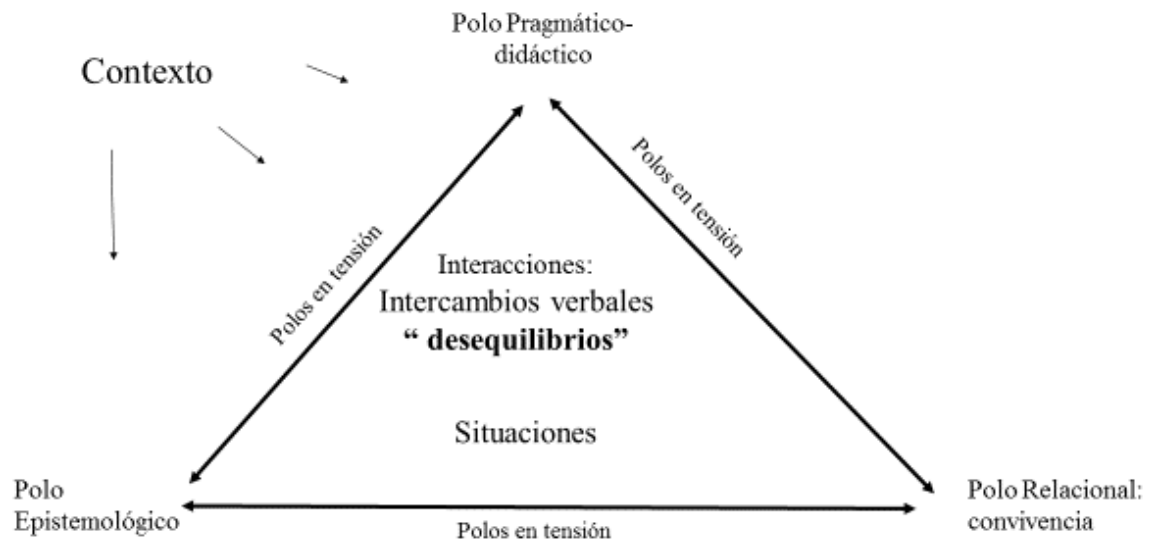 Polo Pragmático-
didáctico
Contexto
Polos en tensión
Polos en tensión
Interacciones:
Intercambios verbales
“ desequilibrios”
Situaciones
Polo
Epistemológico
Polos en tensión
Polo Relacional:
convivencia